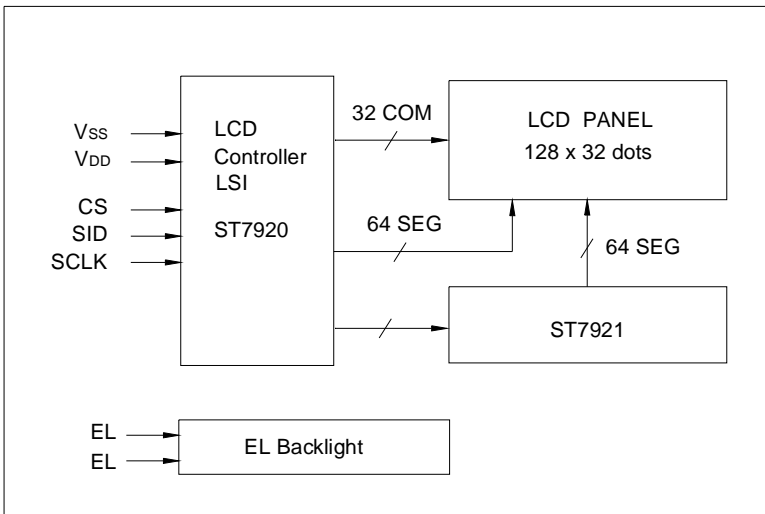 VSS
VDD
CS
SID
SCLK
LCD
Controller
LSI
ST7920
32 COM
64 SEG
LCD PANEL
128 x 32 dots
64 SEG
ST7921
EL
EL
EL Backlight